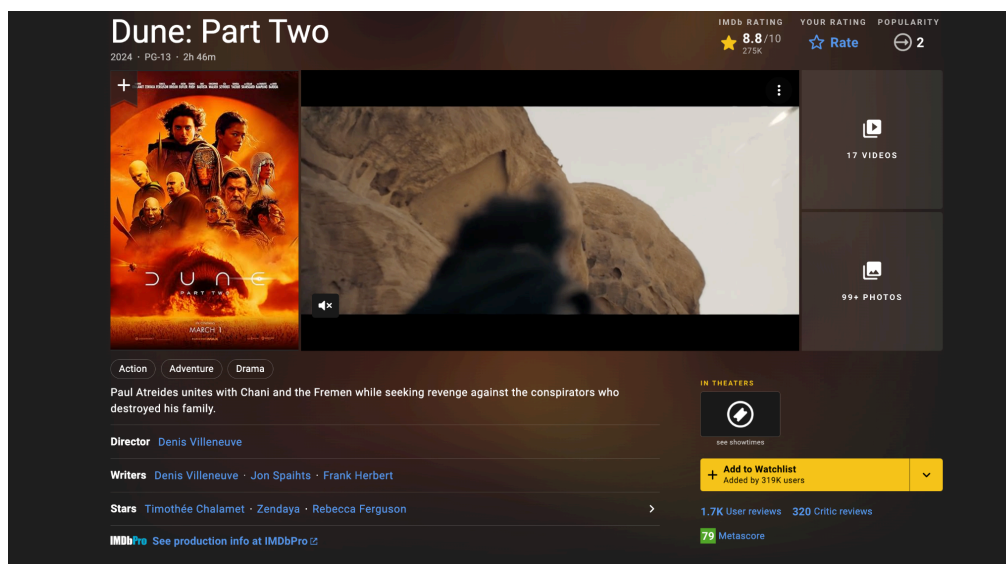 Dune: Part Two
2024 · PG-13 · 2h 46m
IMDb RATING
8.8/10
275K
YOUR RATING
Rate
POPULARITY
2
DUNE
PART TWO
MARCH 1
17 VIDEOS
99+ PHOTOS
Action Adventure Drama
Paul Atreides unites with Chani and the Fremen while seeking revenge against the conspirators who
destroyed his family.
Director Denis Villeneuve
Writers Denis Villeneuve · Jon Spaihts · Frank Herbert
Stars Timothée Chalamet · Zendaya · Rebecca Ferguson
IMDbPro See production info at IMDbPro
IN THEATERS
see showtimes
Add to Watchlist
Added by 319K users
1.7K User reviews 320 Critic reviews
79 Metascore